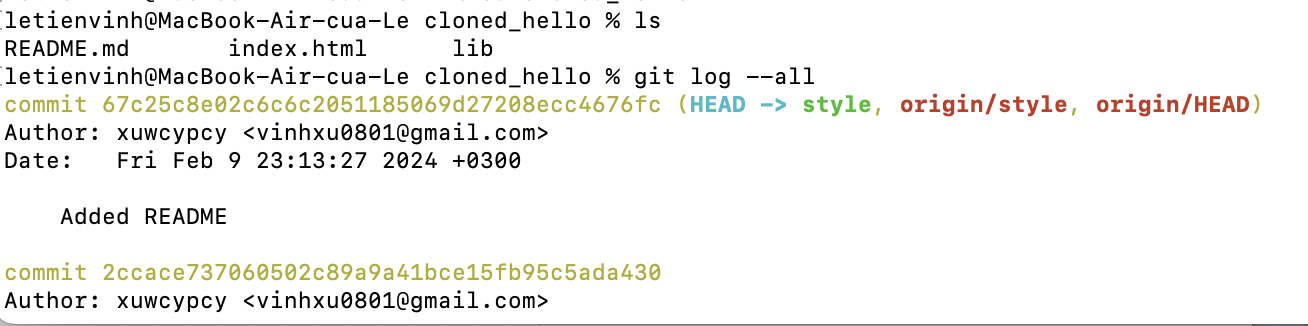 letienvinh@MacBook-Air-cua-Le cloned_hello % ls
README.md       index.html      lib
letienvinh@MacBook-Air-cua-Le cloned_hello % git log --all
commit 67c25c8e02c6c6c2051185069d27208ecc4676fc (HEAD -> style, origin/style, origin/HEAD)
Author: xuwcypcy <vinhxu0801@gmail.com>
Date:   Fri Feb 9 23:13:27 2024 +0300
    Added README
commit 2ccace737060502c89a9a41bce15fb95c5ada430
Author: xuwcypcy <vinhxu0801@gmail.com>